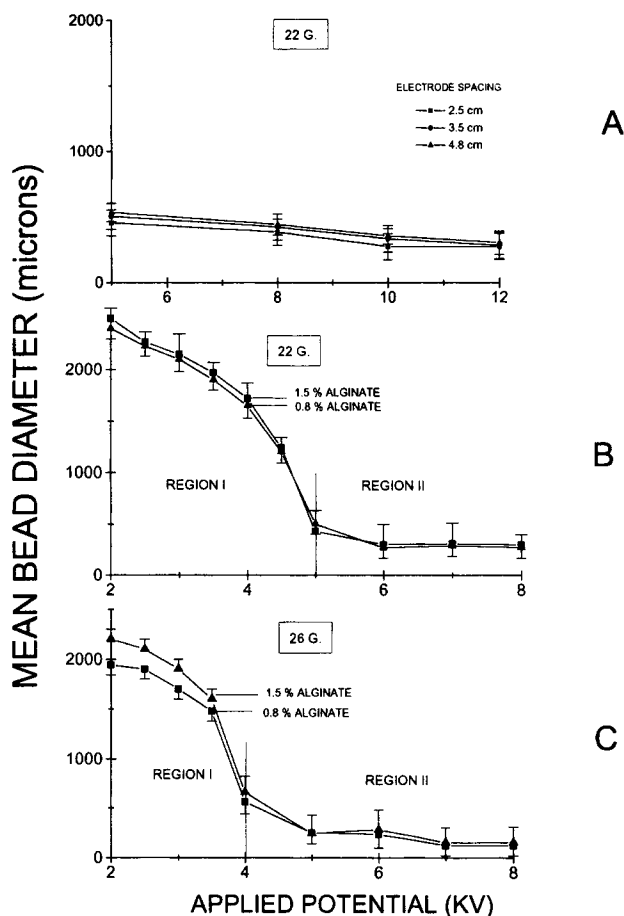 MEAN BEAD DIAMETER (microns)
2000
1000
0
22 G.
ELECTRODE SPACING
2.5 cm
3.5 cm
4.8 cm
A
6
8
10
12
2000
1000
0
22 G.
1.5 % ALGINATE
0.8 % ALGINATE
REGION I
REGION II
B
2
4
6
8
2000
1000
0
26 G.
1.5 % ALGINATE
0.8 % ALGINATE
REGION I
REGION II
C
2
4
6
8
APPLIED POTENTIAL (KV)